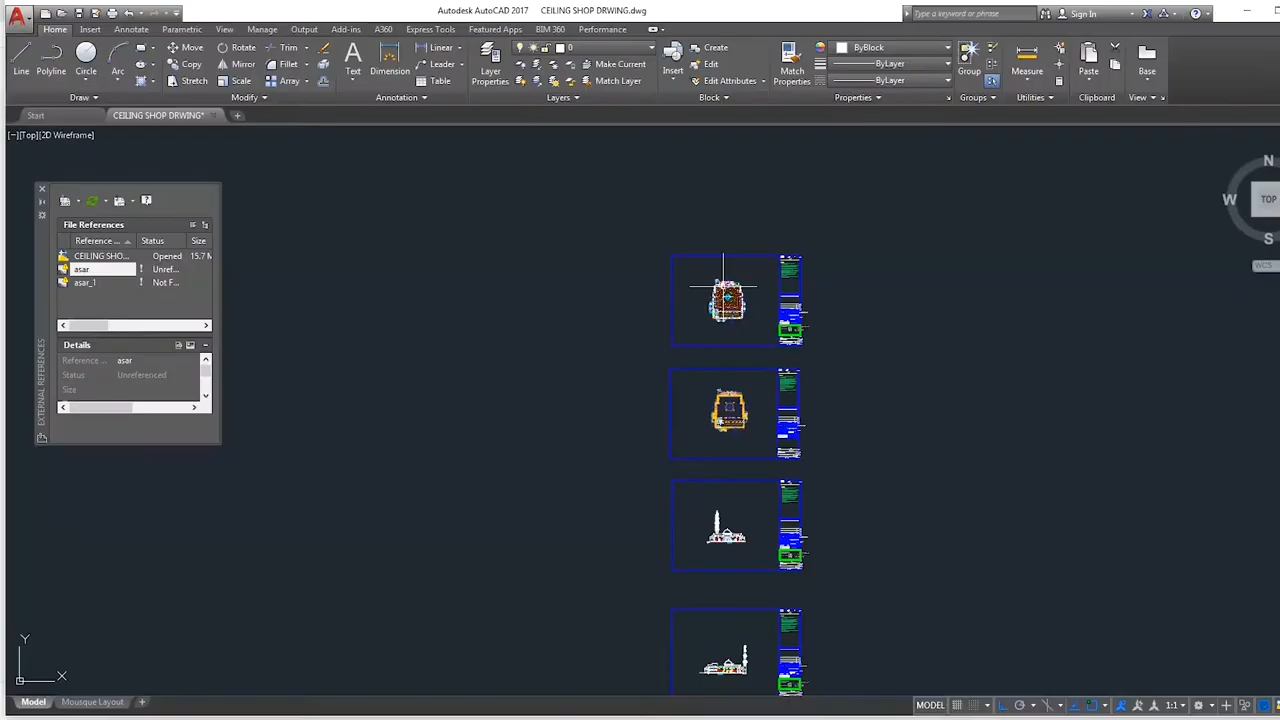 Autodesk AutoCAD 2017 CEILING SHOP DRWING.dwg
Type a keyword or phrase
Sign In
Home Insert Annotate Parametric View Manage Output Add-ins A360 Express Tools Featured Apps BIM 360 Performance
Line Polyline Circle Arc
Move Rotate Trim
Copy Mirror Fillet
Stretch Scale Array
Text Dimension
Linear
Leader
Table
Layer Properties
0
Make Current
Match Layer
Insert
Create
Edit
Edit Attributes
Match Properties
ByBlock
ByLayer
ByLayer
Group Measure Paste Base
Draw Modify Annotation Layers Block Properties Groups Utilities Clipboard View
Start CEILING SHOP DRWING*
[−][Top][2D Wireframe]
N
W TOP
S
WCS
File References
Reference ... Status Size
CEILING SHO... Opened 15.7 M
asar ! Unref...
asar_1 ! Not F...
Details
Reference ... asar
Status Unreferenced
Size
EXTERNAL REFERENCES
Y
X
Model Mousque Layout
MODEL 1:1